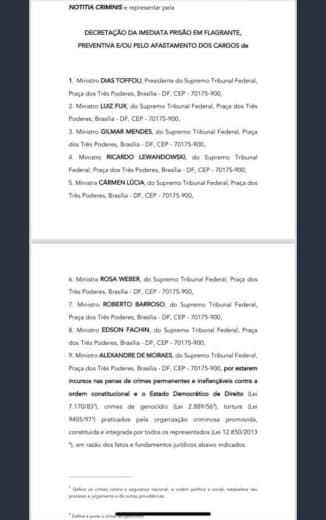 NOTITIA CRIMINIS e representar pela
DECRETAÇÃO DA IMEDIATA PRISÃO EM FLAGRANTE,
PREVENTIVA E/OU PELO AFASTAMENTO DOS CARGOS de
1. Ministro DIAS TOFFOLI, Presidente do Supremo Tribunal Federal,
Praça dos Três Poderes, Brasília - DF, CEP - 70175-900,
2. Ministro LUIZ FUX, do Supremo Tribunal Federal, Praça dos Três
Poderes, Brasília - DF, CEP - 70175-900,
3. Ministro GILMAR MENDES, do Supremo Tribunal Federal, Praça
dos Três Poderes, Brasília - DF, CEP - 70175-900,
4. Ministro RICARDO LEWANDOWSKI, do Supremo Tribunal
Federal, Praça dos Três Poderes, Brasília - DF, CEP - 70175-900,
5. Ministra CÁRMEN LÚCIA, do Supremo Tribunal Federal, Praça dos
Três Poderes, Brasília - DF, CEP - 70175-900,
6. Ministra ROSA WEBER, do Supremo Tribunal Federal, Praça dos
Três Poderes, Brasília - DF, CEP - 70175-900,
7. Ministro ROBERTO BARROSO, do Supremo Tribunal Federal,
Praça dos Três Poderes, Brasília - DF, CEP - 70175-900,
8. Ministro EDSON FACHIN, do Supremo Tribunal Federal, Praça dos
Três Poderes, Brasília - DF, CEP - 70175-900,
9. Ministro ALEXANDRE DE MORAES, do Supremo Tribunal Federal,
Praça dos Três Poderes, Brasília - DF, CEP - 70175-900, por estarem
incursos nas penas de crimes permanentes e inafiançáveis contra a
ordem constitucional e o Estado Democrático de Direito (Lei
7.170/83), crimes de genocídio (Lei 2.889/56), tortura (Lei
9455/97) praticados pela organização criminosa promovida,
constituída e integrada por todos os representados (Lei 12.850/2013
), em razão dos fatos e fundamentos jurídicos abaixo indicados.
Define os crimes contra a segurança nacional, a ordem política e social, estabelece seu
processo e julgamento e dá outras providências.
Define e pune o crime de